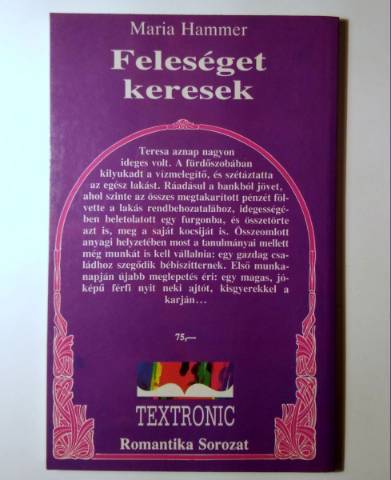 Maria Hammer
Feleséget
keresek
Teresa aznap nagyon
ideges volt. A fürdőszobában
kilyukadt a vízmelegítő, és szétáztatta
az egész lakást. Ráadásul a bankból jövet,
ahol szinte az összes megtakarított pénzét föl-
vette a lakás rendbehozatalához, idegességé-
ben beletolatott egy furgonba, és összetörte
azt is, meg a saját kocsiját is. Összeomlott
anyagi helyzetében most a tanulmányai mellett
még munkát is kell vállalnia: egy gazdag csa-
ládhoz szegődik bébiszitternek. Első munka-
napján újabb meglepetés éri: egy magas, jó-
képű férfi nyit neki ajtót, kisgyerekkel a
karján...
75,—
TEXTRONIC
Romantika Sorozat